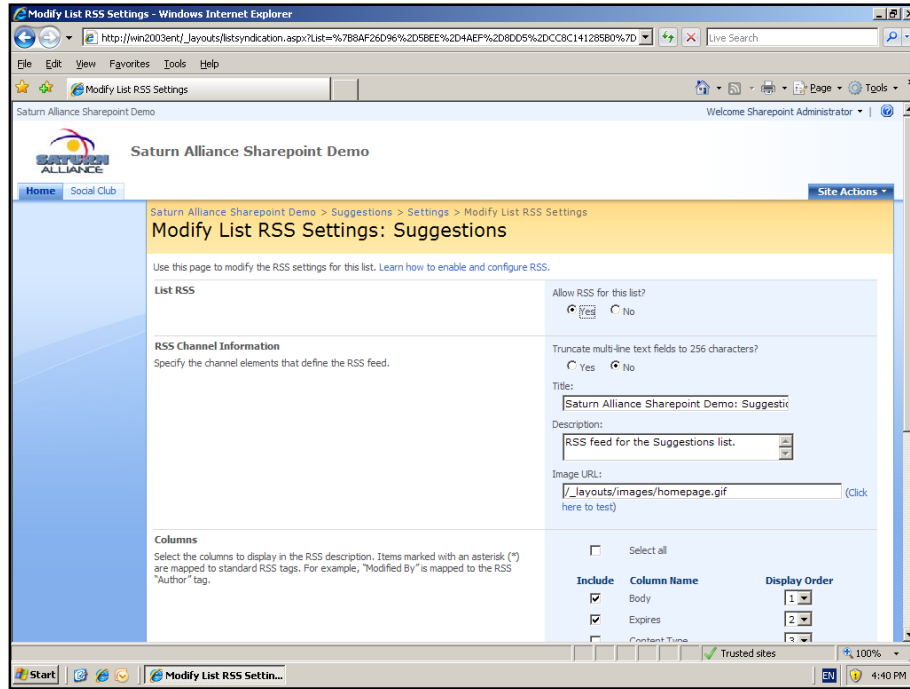 Modify List RSS Settings - Windows Internet Explorer
http://win2003ent/_layouts/listsyndication.aspx?List=%7B8AF26D96%2D5BEE%2D4AEF%2D8DD5%2DCC8C141285B0%7D
Live Search
File Edit View Favorites Tools Help
Modify List RSS Settings
Page Tools
Saturn Alliance Sharepoint Demo
Welcome Sharepoint Administrator
SATURN
ALLIANCE
Saturn Alliance Sharepoint Demo
Home Social Club
Site Actions
Saturn Alliance Sharepoint Demo > Suggestions > Settings > Modify List RSS Settings
Modify List RSS Settings: Suggestions
Use this page to modify the RSS settings for this list. Learn how to enable and configure RSS.
List RSS
Allow RSS for this list?
Yes No
RSS Channel Information
Specify the channel elements that define the RSS feed.
Truncate multi-line text fields to 256 characters?
Yes No
Title:
Saturn Alliance Sharepoint Demo: Suggestic
Description:
RSS feed for the Suggestions list.
Image URL:
/_layouts/images/homepage.gif
(Click
here to test)
Columns
Select the columns to display in the RSS description. Items marked with an asterisk (*)
are mapped to standard RSS tags. For example, "Modified By" is mapped to the RSS
"Author" tag.
Select all
Include Column Name Display Order
Body 1
Expires 2
Content Type 3
Trusted sites 100%
Start
Modify List RSS Settin...
EN 4:40 PM